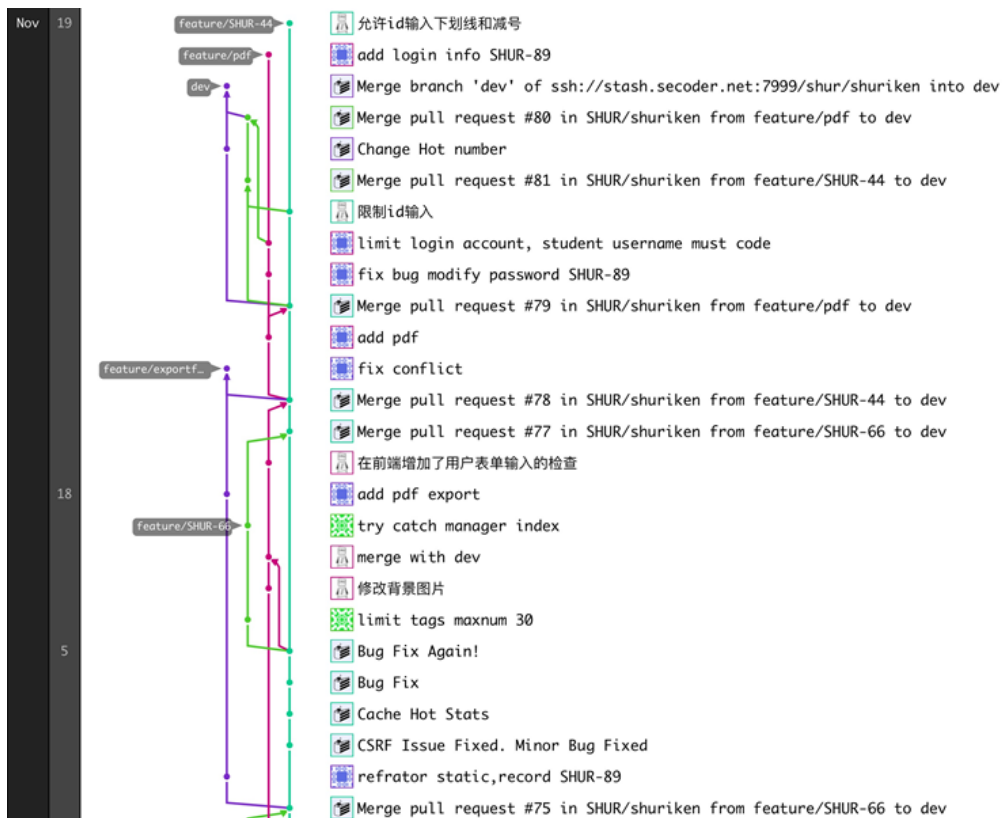 Nov 19 feature/SHUR-44 允许id输入下划线和减号
feature/pdf add login info SHUR-89
dev Merge branch 'dev' of ssh://stash.secoder.net:7999/shur/shuriken into dev
Merge pull request #80 in SHUR/shuriken from feature/pdf to dev
Change Hot number
Merge pull request #81 in SHUR/shuriken from feature/SHUR-44 to dev
限制id输入
limit login account, student username must code
fix bug modify password SHUR-89
Merge pull request #79 in SHUR/shuriken from feature/pdf to dev
add pdf
feature/exportf… fix conflict
Merge pull request #78 in SHUR/shuriken from feature/SHUR-44 to dev
Merge pull request #77 in SHUR/shuriken from feature/SHUR-66 to dev
在前端增加了用户表单输入的检查
18 add pdf export
feature/SHUR-66 try catch manager index
merge with dev
修改背景图片
limit tags maxnum 30
5 Bug Fix Again!
Bug Fix
Cache Hot Stats
CSRF Issue Fixed. Minor Bug Fixed
refrator static,record SHUR-89
Merge pull request #75 in SHUR/shuriken from feature/SHUR-66 to dev